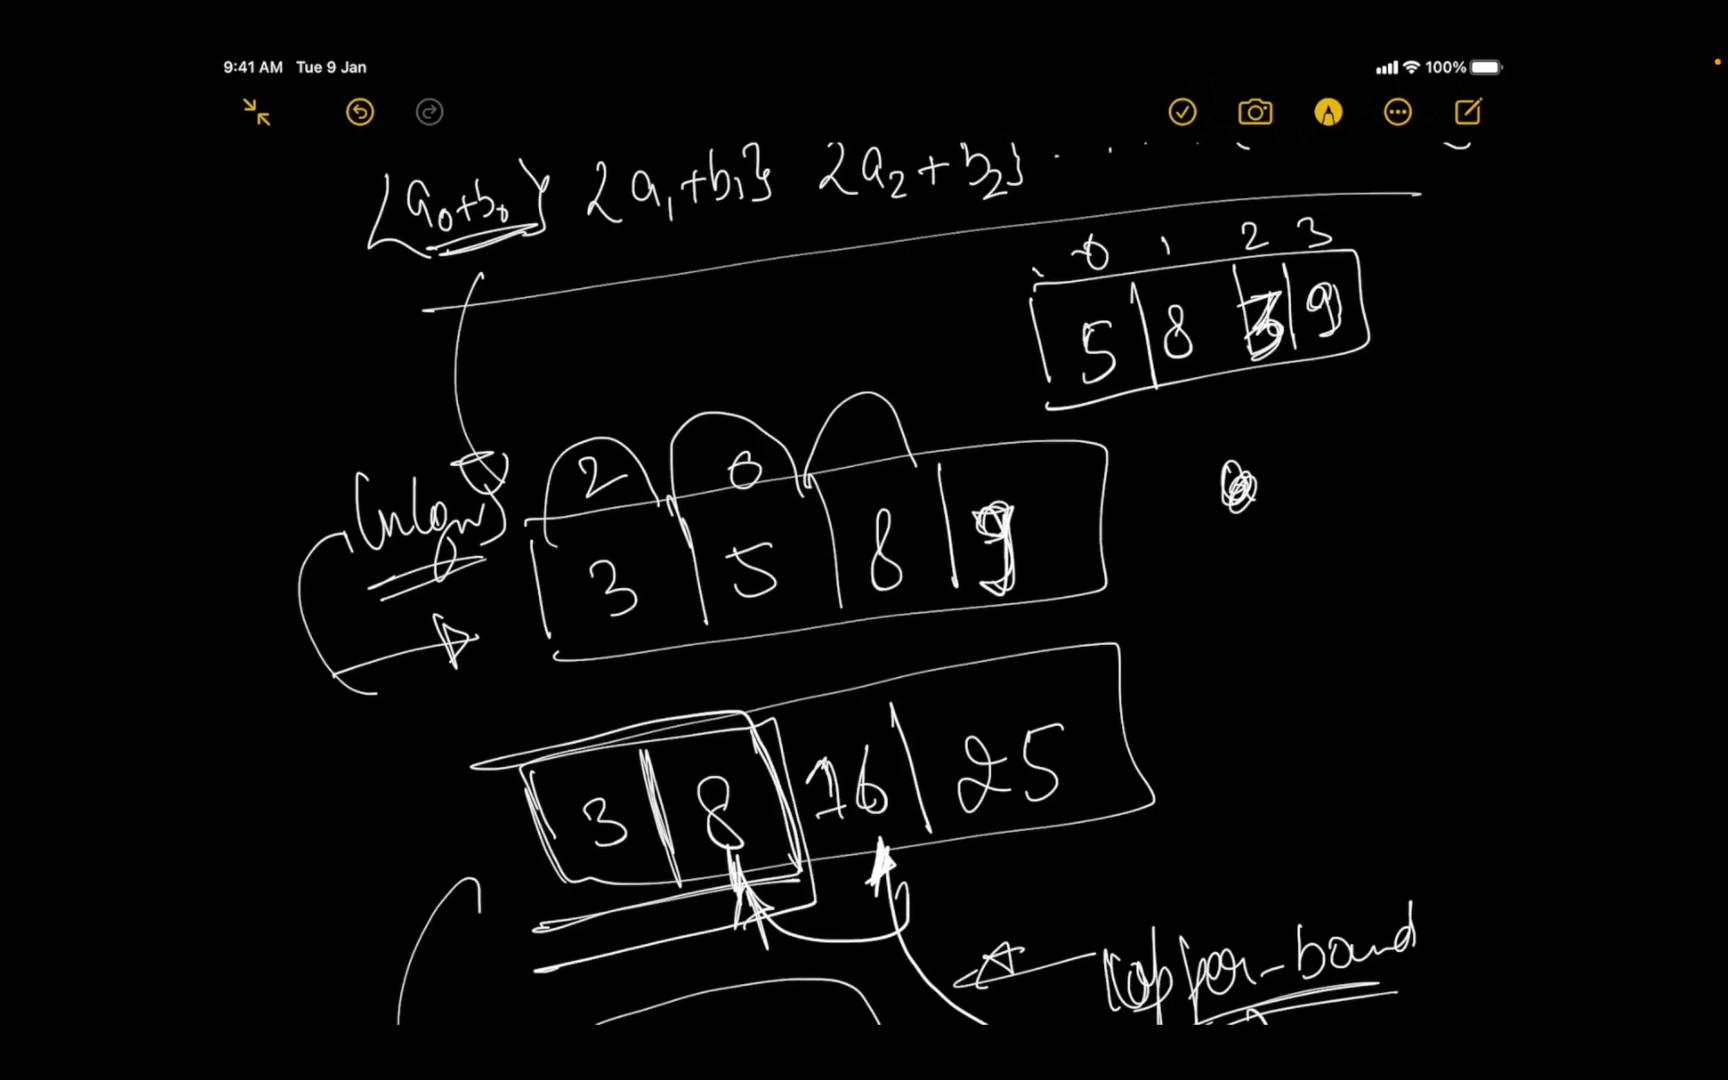 9:41 AM Tue 9 Jan 100%
{a₀+b₀} {a₁+b₁} {a₂+b₂} . . . . .
0 1 2 3
5 8 3 9
2 0
(nlogn)
3 5 8 9
3 8 16 25
upper-bound